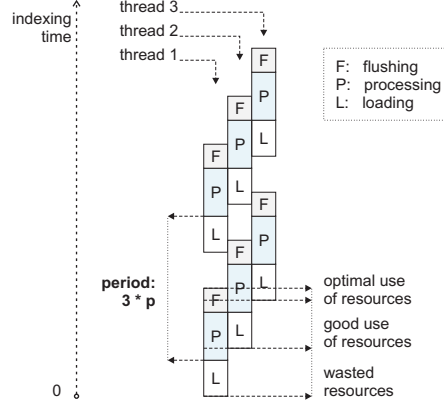 indexing
time
thread 3
thread 2
thread 1
F: flushing
P: processing
L: loading
F
P
L
F
P
L
F
P
L
F
P
L
F
P
L
F
P
L
period:
3 * p
optimal use
of resources
good use
of resources
wasted
resources
0